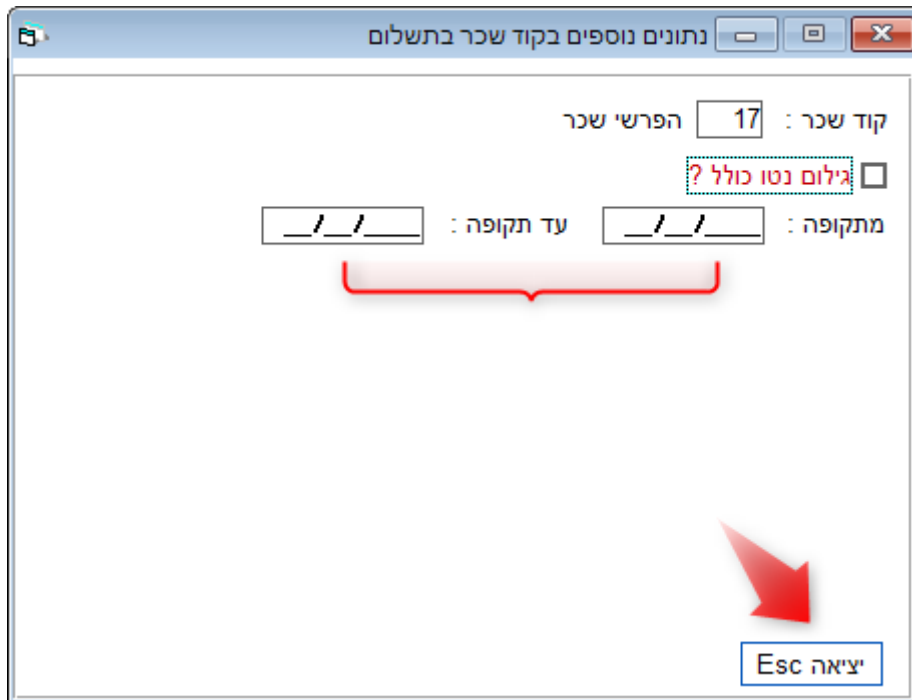 נתונים נוספים בקוד שכר בתשלום
קוד שכר : 17 הפרשי שכר
גילום נטו כולל ?
מתקופה : __/__/____ עד תקופה : __/__/____
יציאה Esc